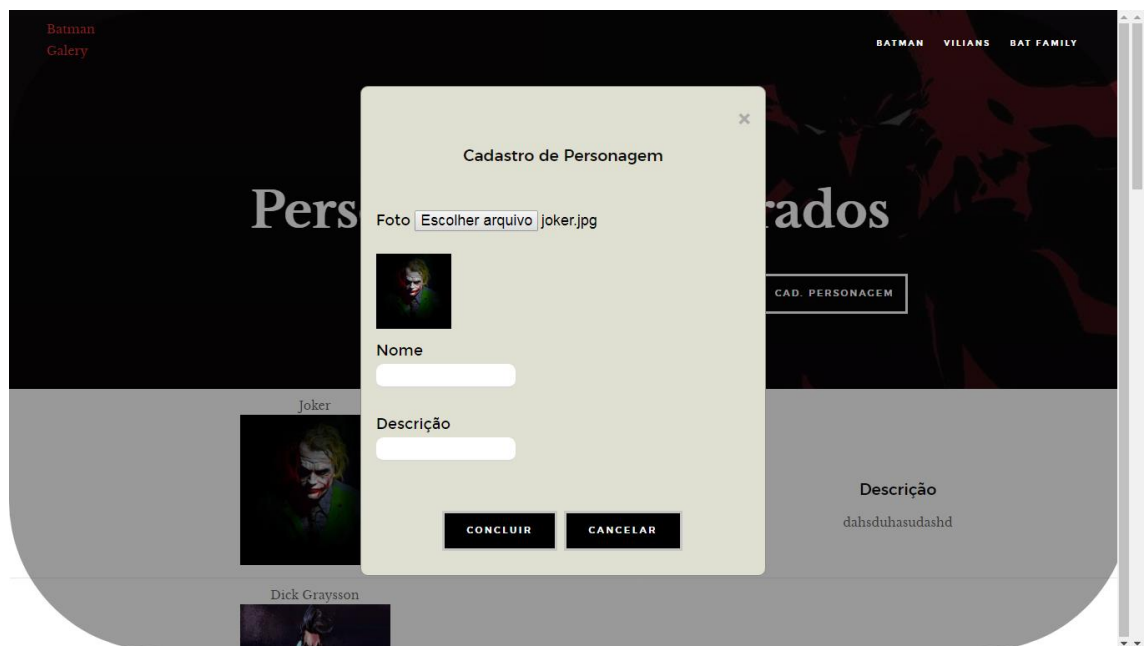 Batman
Galery
BATMAN VILIANS BAT FAMILY
×
Cadastro de Personagem
Pers rados
Foto Escolher arquivo joker.jpg
CAD. PERSONAGEM
Nome
Joker
Descrição
Descrição
dahsduhasudashd
CONCLUIR CANCELAR
Dick Graysson